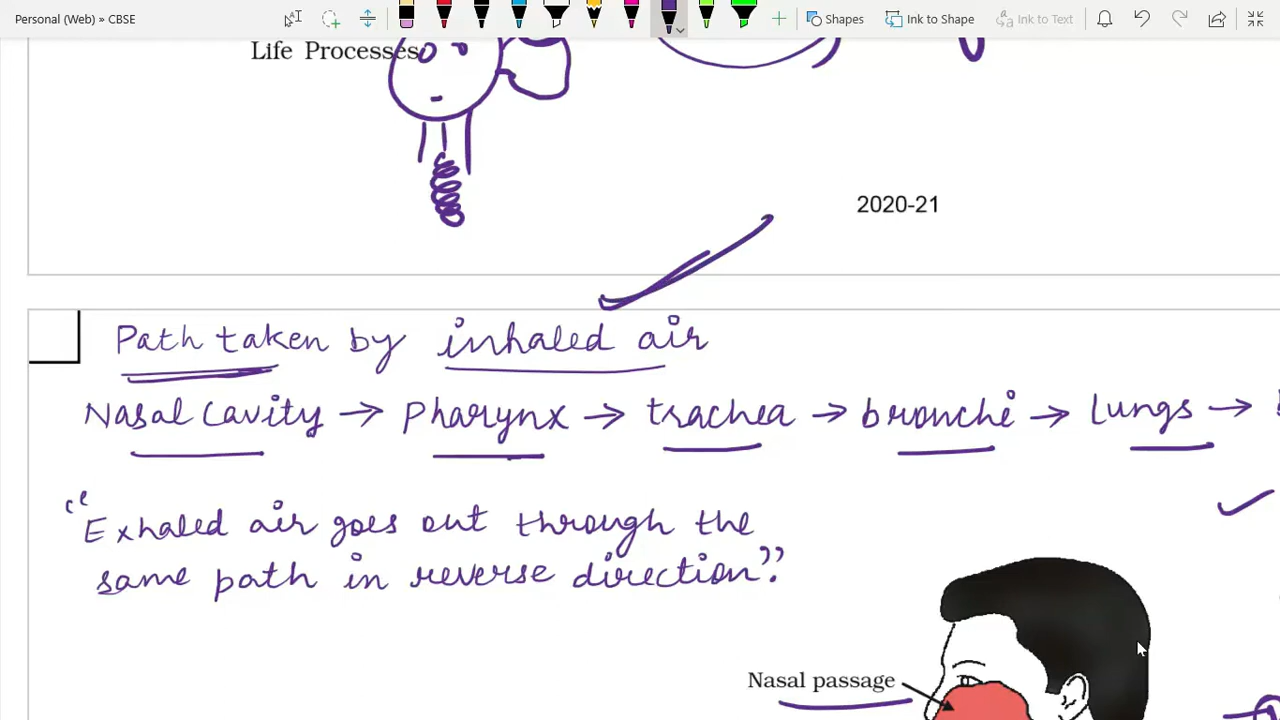 Personal (Web) » CBSE
Shapes
Ink to Shape
Ink to Text
Life Processes
2020-21
Path taken by inhaled air
Nasal Cavity → Pharynx → trachea → bronchi → Lungs →
"Exhaled air goes out through the
same path in reverse direction".
Nasal passage